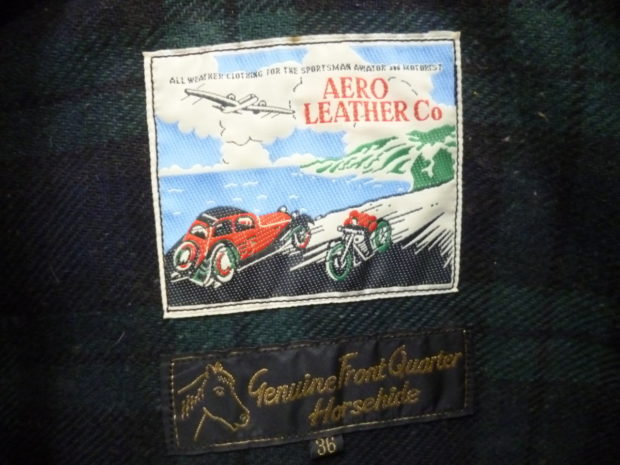 ALL WEATHER CLOTHING FOR THE SPORTSMAN AVIATOR AND MOTORIST
AERO
LEATHER Co
Genuine Front Quarter
Horsehide
36